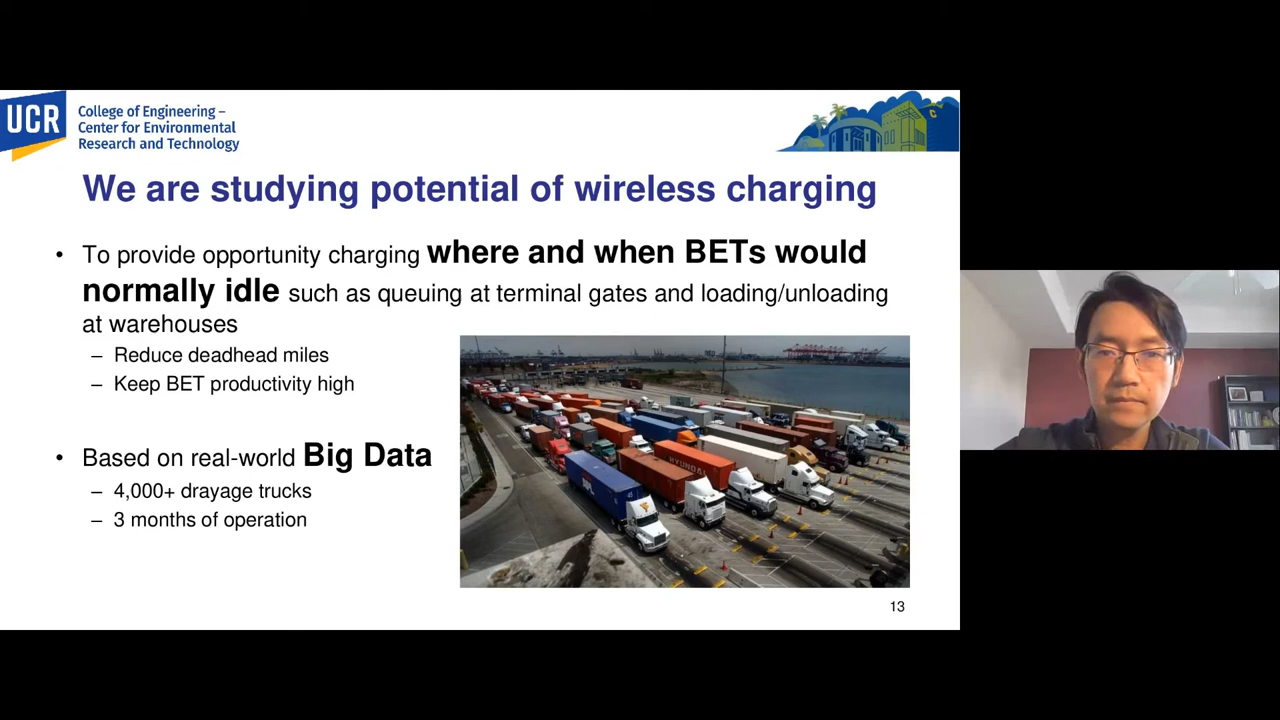 UCR
College of Engineering –
Center for Environmental
Research and Technology
C
We are studying potential of wireless charging
• To provide opportunity charging where and when BETs would
normally idle such as queuing at terminal gates and loading/unloading
at warehouses
– Reduce deadhead miles
– Keep BET productivity high
HYUNDAI
• Based on real-world Big Data
– 4,000+ drayage trucks
– 3 months of operation
13